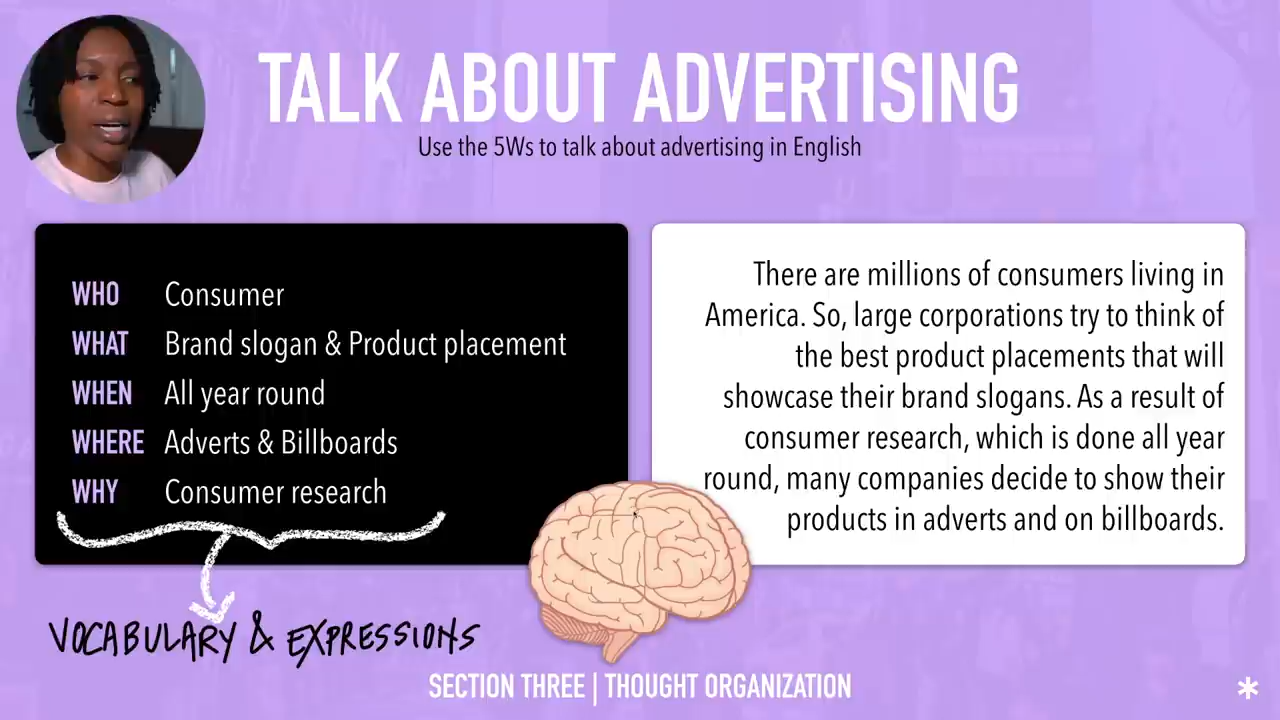 TALK ABOUT ADVERTISING
Use the 5Ws to talk about advertising in English
WHO Consumer
WHAT Brand slogan & Product placement
WHEN All year round
WHERE Adverts & Billboards
WHY Consumer research
There are millions of consumers living in
America. So, large corporations try to think of
the best product placements that will
showcase their brand slogans. As a result of
consumer research, which is done all year
round, many companies decide to show their
products in adverts and on billboards.
VOCABULARY & EXPRESSIONS
SECTION THREE | THOUGHT ORGANIZATION
*